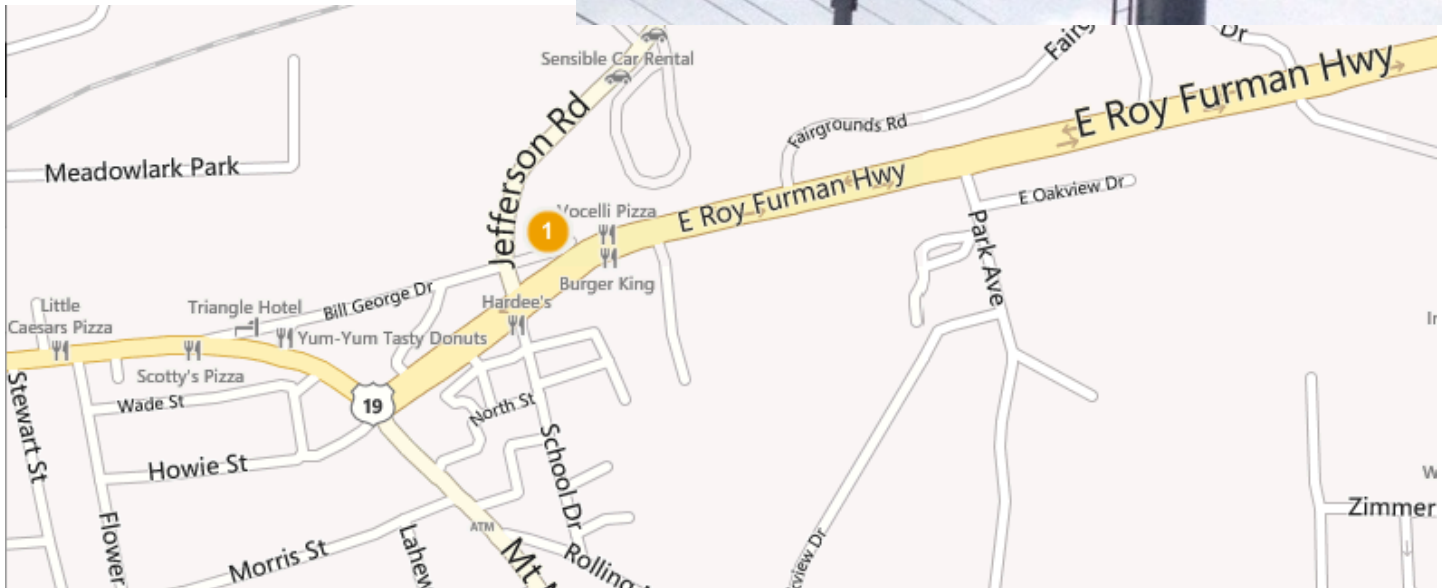 Sensible Car Rental
Fairg
Dr
E Roy Furman Hwy
Fairgrounds Rd
Jefferson Rd
Meadowlark Park
E Roy Furman Hwy
E Oakview Dr
1
Vocelli Pizza
Park Ave
Burger King
Bill George Dr
Triangle Hotel
Hardee's
Little
Caesars Pizza
Yum-Yum Tasty Donuts
Scotty's Pizza
Stewart St
Wade St
19
North St
School Dr
Howie St
Flower
Morris St
Lahew
ATM
Mt.
Rolling
kview Dr
Zimmer